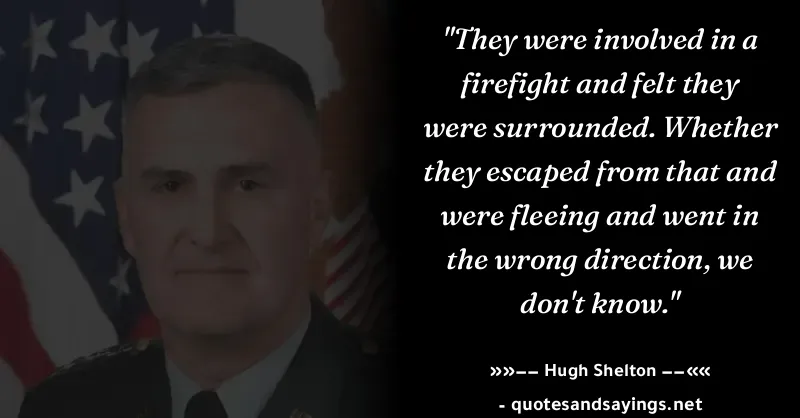 "They were involved in a
firefight and felt they
were surrounded. Whether
they escaped from that and
were fleeing and went in
the wrong direction, we
don't know."
»»–– Hugh Shelton ––««
- quotesandsayings.net